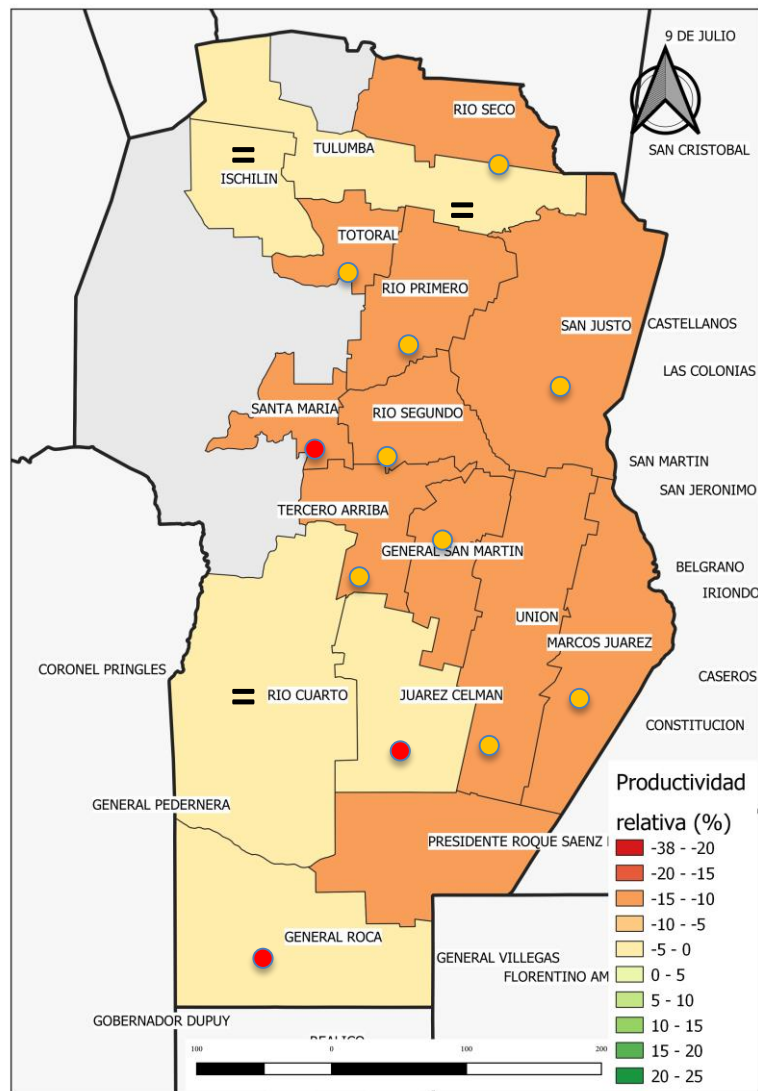 9 DE JULIO
RIO SECO
TULUMBA
SAN CRISTOBAL
=
ISCHILIN
=
TOTORAL
RIO PRIMERO
SAN JUSTO
CASTELLANOS
LAS COLONIAS
SANTA MARIA
RIO SEGUNDO
SAN MARTIN
SAN JERONIMO
TERCERO ARRIBA
GENERAL SAN MARTIN
BELGRANO
IRIONDO
UNION
MARCOS JUAREZ
CORONEL PRINGLES
=
RIO CUARTO
JUAREZ CELMAN
CASEROS
CONSTITUCION
GENERAL PEDERNERA
PRESIDENTE ROQUE SAENZ
GENERAL ROCA
GENERAL VILLEGAS
FLORENTINO AM
GOBERNADOR DUPUY
Productividad
relativa (%)
-38 - -20
-20 - -15
-15 - -10
-10 - -5
-5 - 0
0 - 5
5 - 10
10 - 15
15 - 20
20 - 25
100 0 100 200